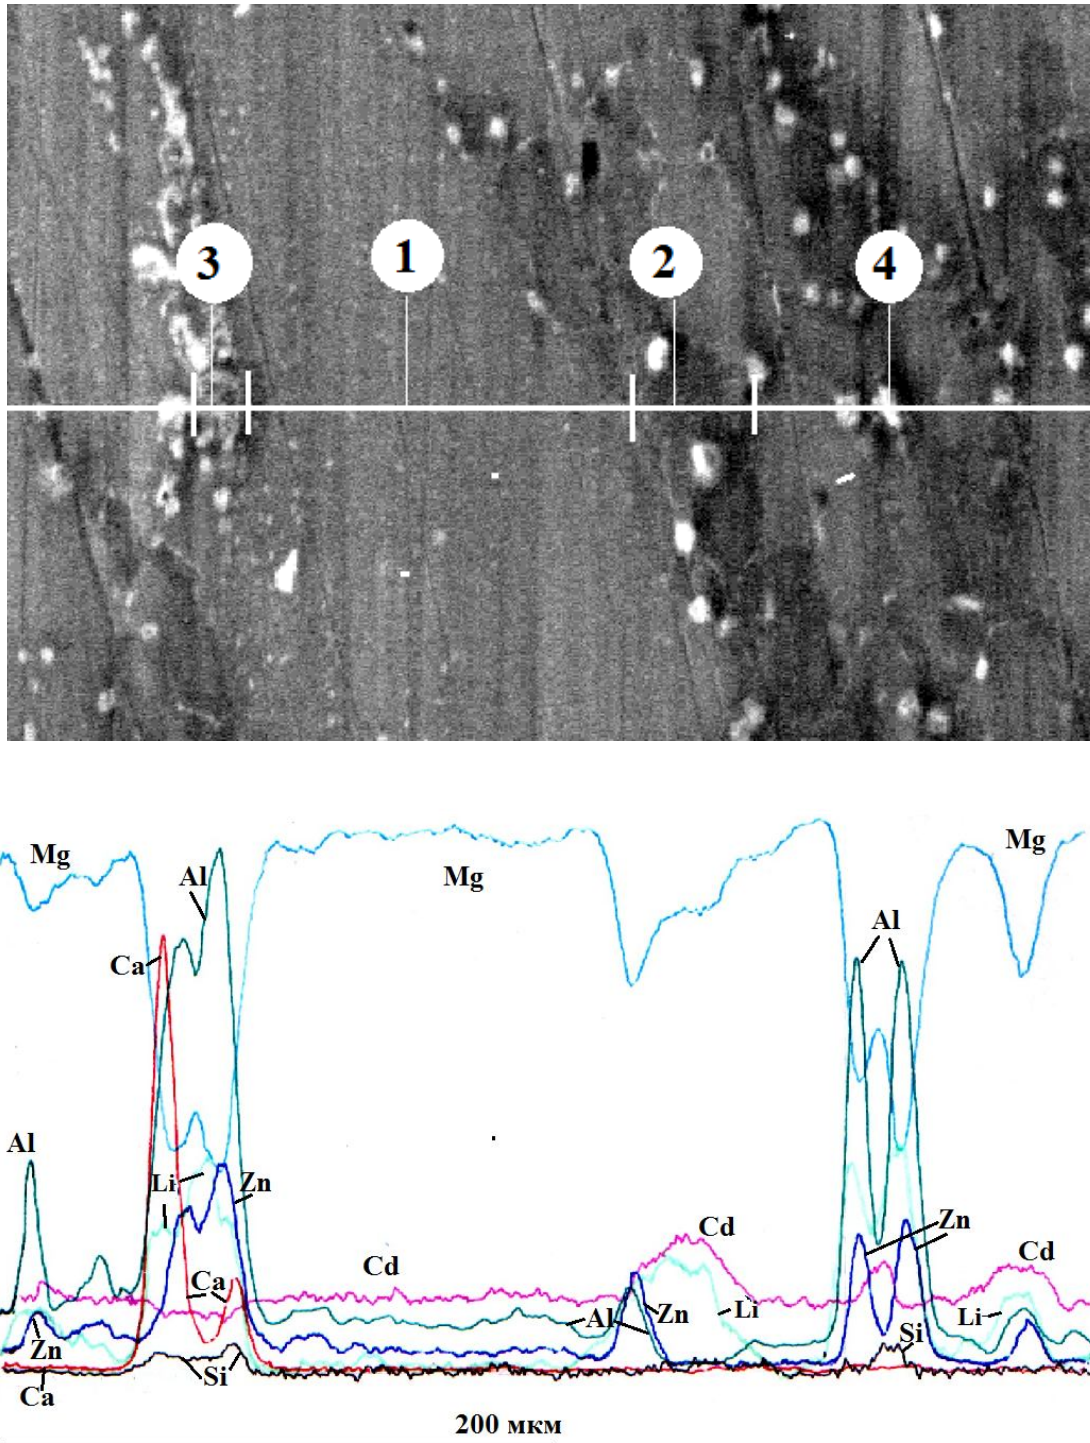 3 1 2 4
Mg Mg Mg
Al Al
Ca
Al
Li Zn
Cd Zn Cd
Ca Cd
Al Zn Li Li
Zn Si
Si
Ca
200 мкм